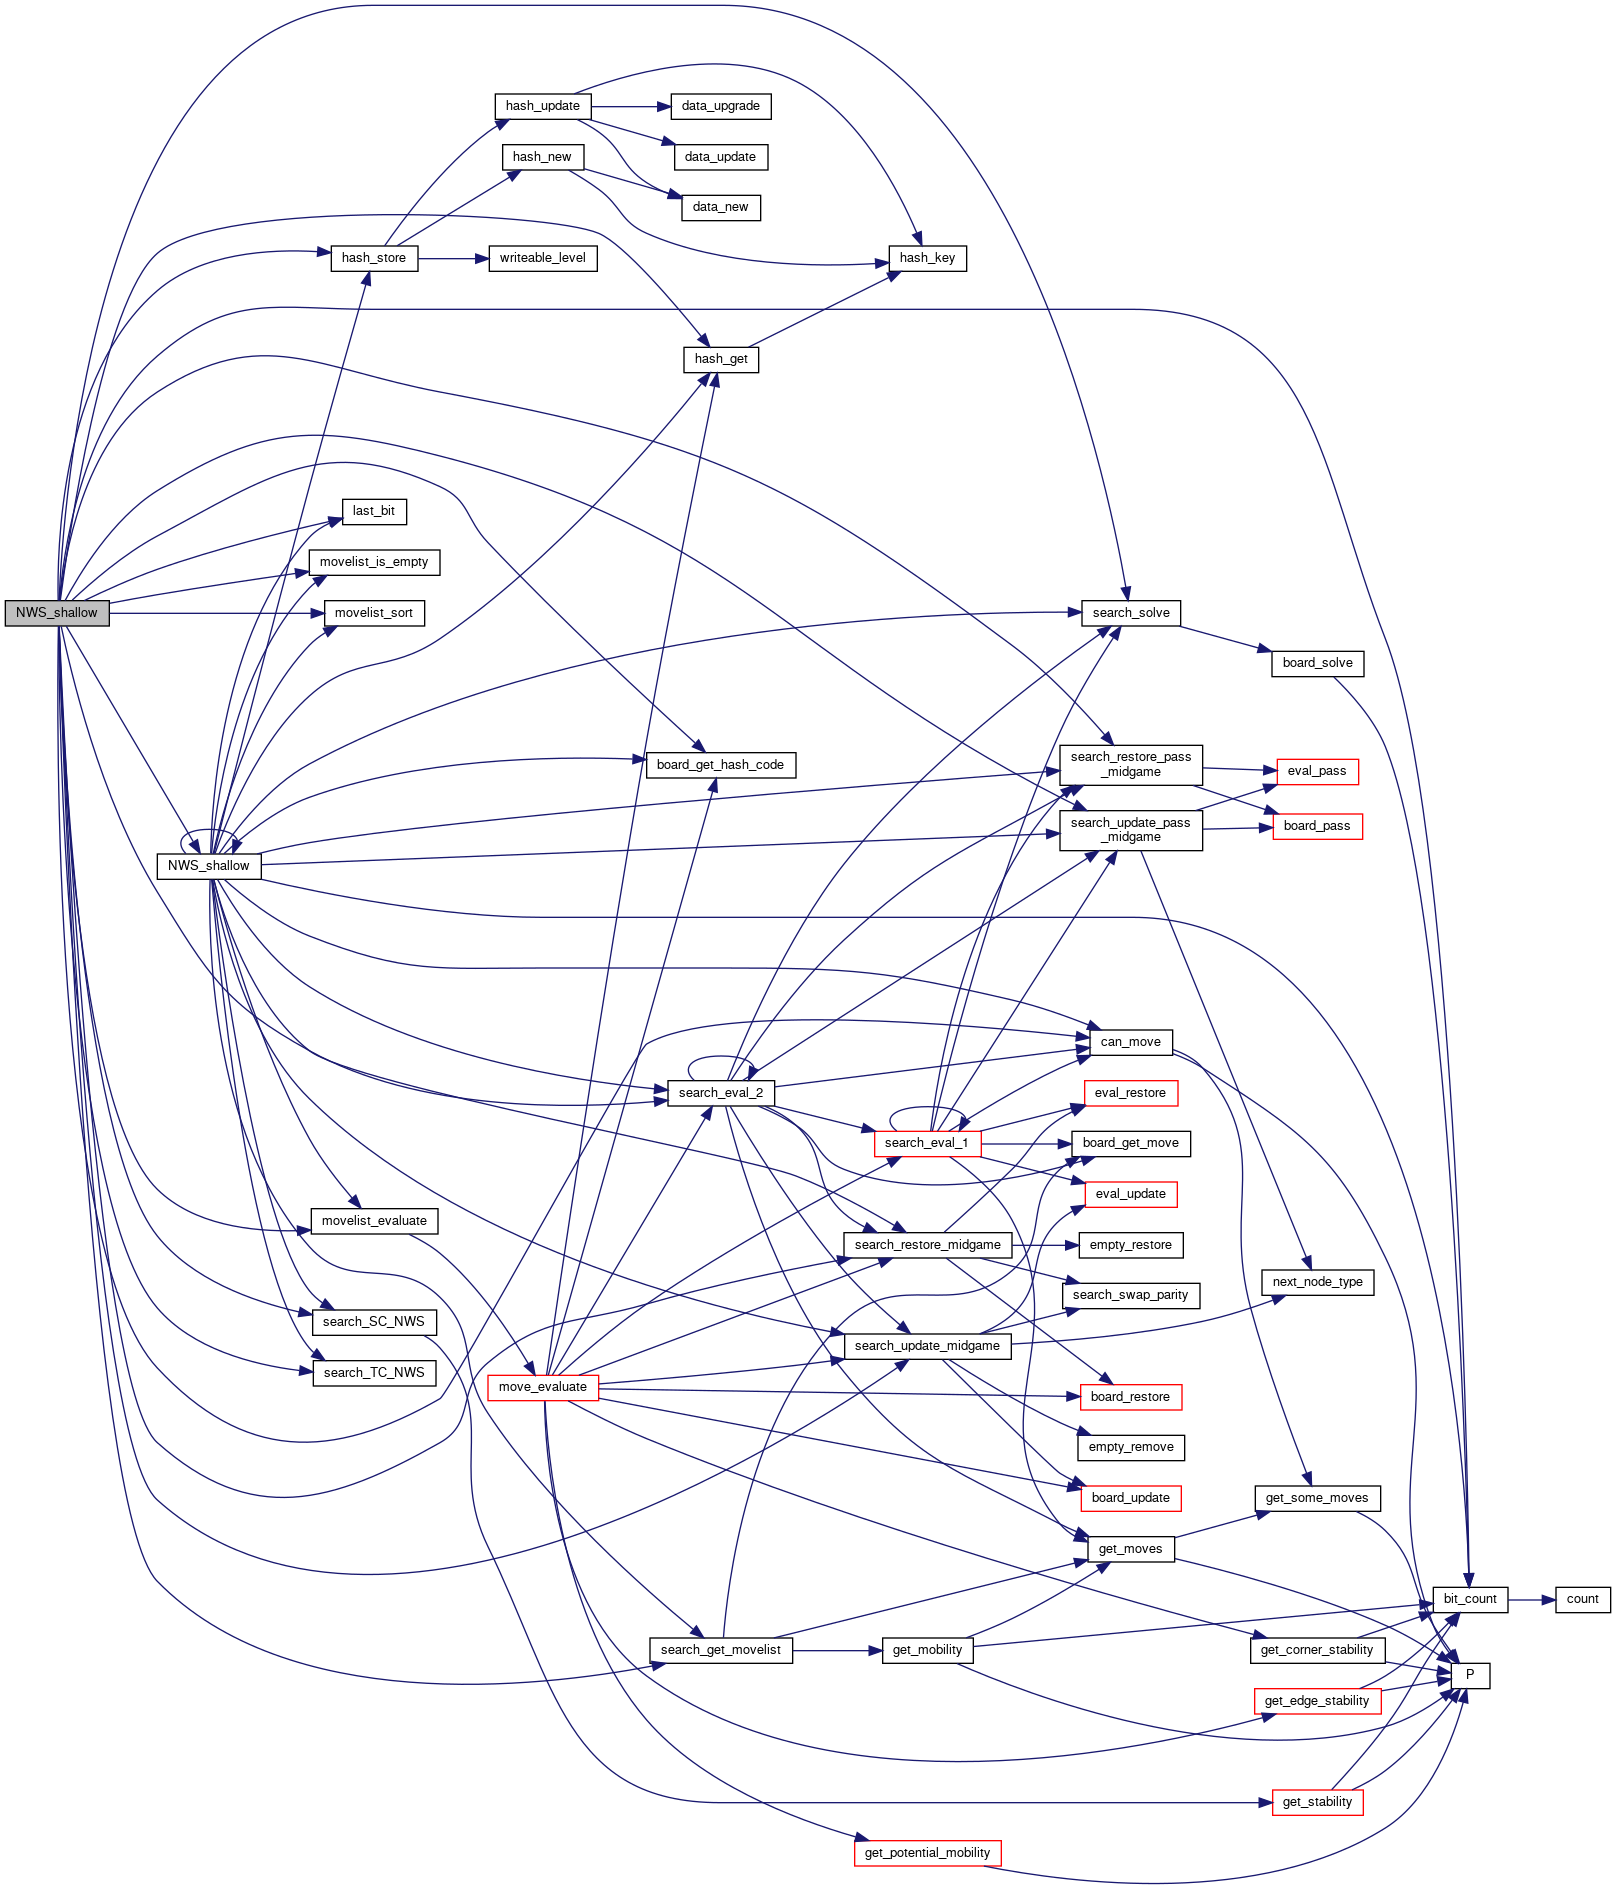 hash_update
data_upgrade
hash_new
data_update
data_new
hash_store
writeable_level
hash_key
hash_get
last_bit
movelist_is_empty
NWS_shallow
movelist_sort
search_solve
board_solve
board_get_hash_code
search_restore_pass
_midgame
eval_pass
search_update_pass
_midgame
board_pass
NWS_shallow
can_move
search_eval_2
eval_restore
search_eval_1
board_get_move
eval_update
movelist_evaluate
search_restore_midgame
empty_restore
next_node_type
search_swap_parity
search_SC_NWS
search_update_midgame
search_TC_NWS
move_evaluate
board_restore
empty_remove
board_update
get_some_moves
get_moves
bit_count
count
search_get_movelist
get_mobility
get_corner_stability
P
get_edge_stability
get_stability
get_potential_mobility